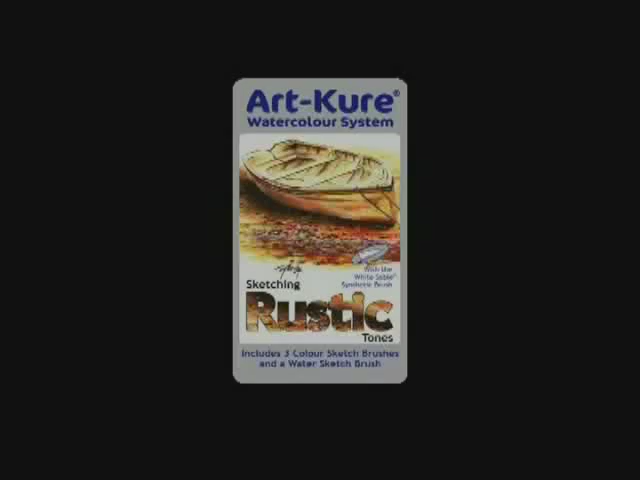 Art-Kure®
Watercolour System
With the
White Sable®
Synthetic Brush
Sketching
Rustic
Tones
Includes 3 Colour Sketch Brushes
and a Water Sketch Brush